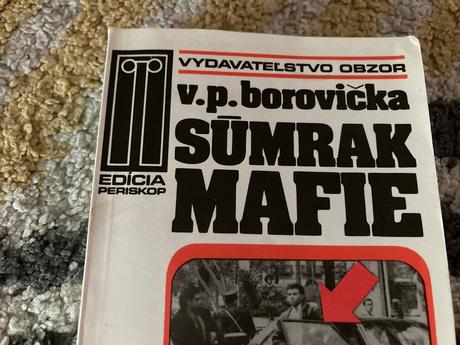 VYDAVATEĽSTVO OBZOR
v.p.borovička
SÚMRAK
MAFIE
EDÍCIA
PERISKOP